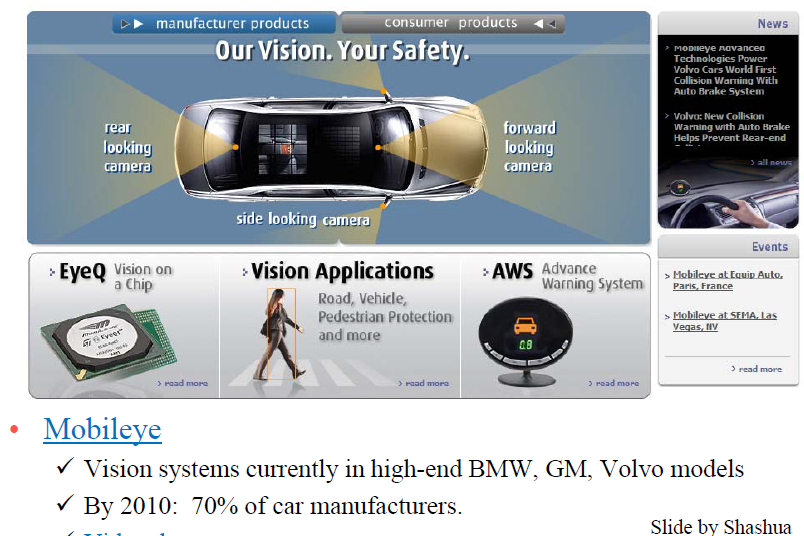 manufacturer products
consumer products
Our Vision. Your Safety.
rear
looking
camera
forward
looking
camera
side looking camera
News
Mobileye Advanced
Technologies Power
Volvo Cars World First
Collision Warning With
Auto Brake System
Volvo: New Collision
Warning with Auto Brake
Helps Prevent Rear-end
all news
EyeQ Vision on
a Chip
read more
Vision Applications
Road, Vehicle,
Pedestrian Protection
and more
read more
AWS Advance
Warning System
0.8
read more
Events
Mobileye at Equip Auto,
Paris, France
Mobileye at SEMA, Las
Vegas, NV
read more
• Mobileye
✓ Vision systems currently in high-end BMW, GM, Volvo models
✓ By 2010: 70% of car manufacturers.
Slide by Shashua